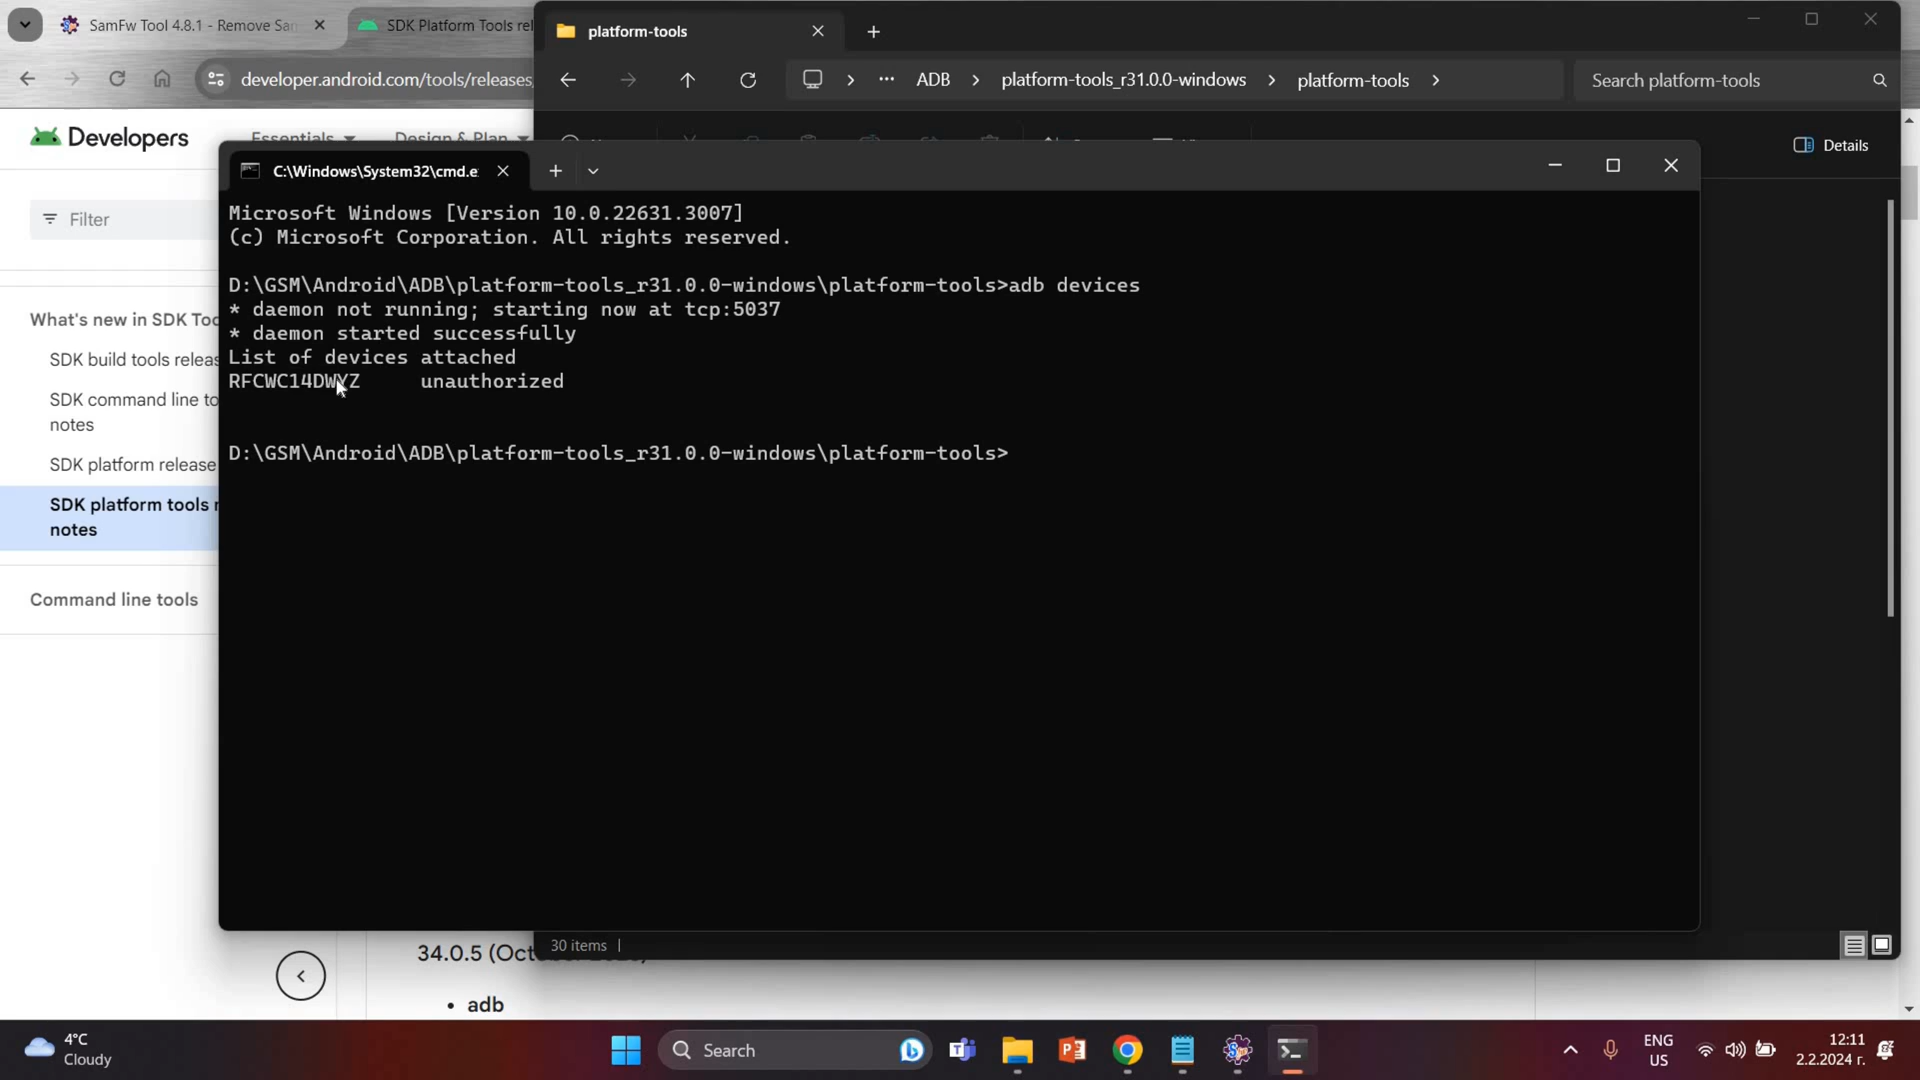 SamFw Tool 4.8.1 - Remove Sa
SDK Platform Tools rel
platform-tools
developer.android.com/tools/releases
ADB > platform-tools_r31.0.0-windows > platform-tools >
Search platform-tools
Developers
Essentials
Design & Plan
Details
Filter
What's new in SDK Too
SDK build tools releas
SDK command line to
notes
SDK platform release
SDK platform tools r
notes
Command line tools
C:\Windows\System32\cmd.e
Microsoft Windows [Version 10.0.22631.3007]
(c) Microsoft Corporation. All rights reserved.
D:\GSM\Android\ADB\platform-tools_r31.0.0-windows\platform-tools>adb devices
* daemon not running; starting now at tcp:5037
* daemon started successfully
List of devices attached
RFCWC14DWYZ unauthorized
D:\GSM\Android\ADB\platform-tools_r31.0.0-windows\platform-tools>
30 items
34.0.5 (Oct
• adb
4°C
Cloudy
Search
ENG
US
12:11
2.2.2024 г.